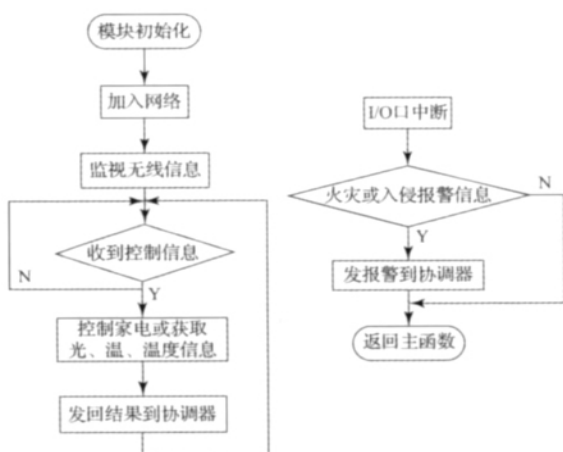 模块初始化
加入网络
监视无线信息
收到控制信息
N
Y
控制家电或获取
光、温、温度信息
发回结果到协调器
I/O口中断
火灾或入侵报警信息
N
Y
发报警到协调器
返回主函数